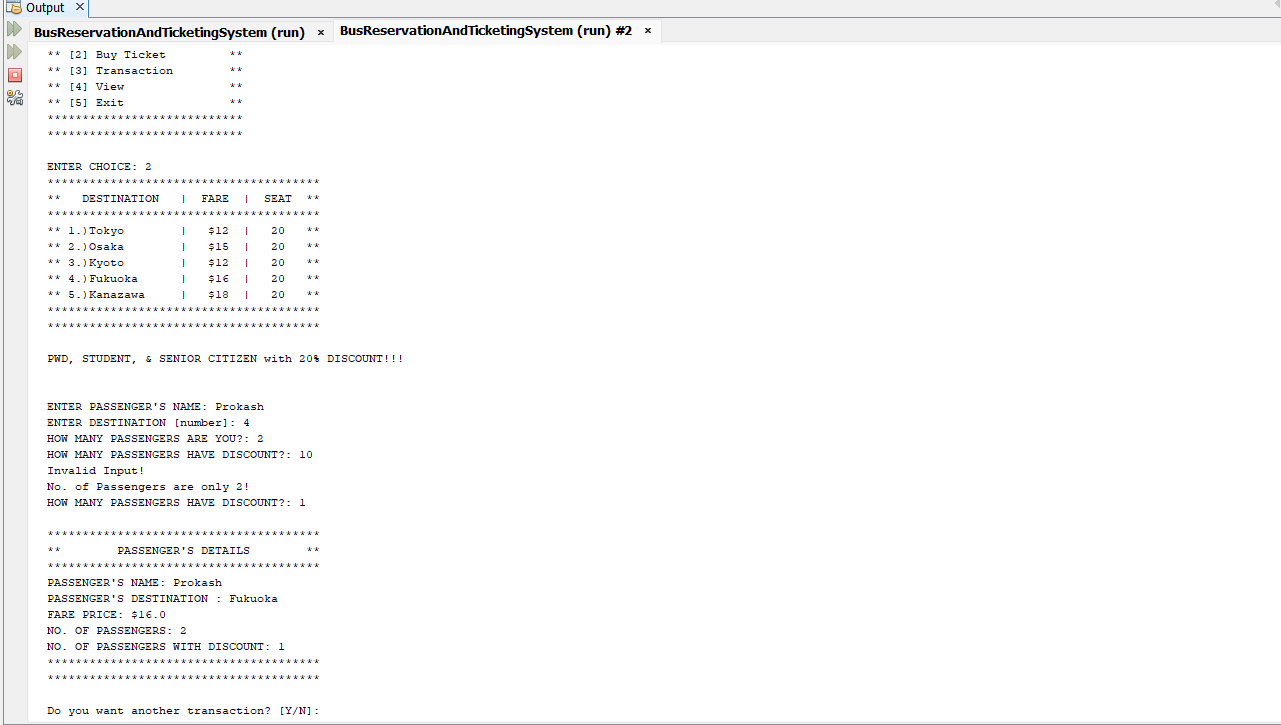 Output ×
BusReservationAndTicketingSystem (run) × BusReservationAndTicketingSystem (run) #2 ×
** [2] Buy Ticket         **
** [3] Transaction        **
** [4] View               **
** [5] Exit               **
****************************
****************************
ENTER CHOICE: 2
***************************************
**   DESTINATION   |  FARE  |  SEAT  **
***************************************
** 1.)Tokyo        |   $12  |   20   **
** 2.)Osaka        |   $15  |   20   **
** 3.)Kyoto        |   $12  |   20   **
** 4.)Fukuoka      |   $16  |   20   **
** 5.)Kanazawa     |   $18  |   20   **
***************************************
***************************************
PWD, STUDENT, & SENIOR CITIZEN with 20% DISCOUNT!!!
ENTER PASSENGER'S NAME: Prokash
ENTER DESTINATION [number]: 4
HOW MANY PASSENGERS ARE YOU?: 2
HOW MANY PASSENGERS HAVE DISCOUNT?: 10
Invalid Input!
No. of Passengers are only 2!
HOW MANY PASSENGERS HAVE DISCOUNT?: 1
***************************************
**        PASSENGER'S DETAILS        **
***************************************
PASSENGER'S NAME: Prokash
PASSENGER'S DESTINATION : Fukuoka
FARE PRICE: $16.0
NO. OF PASSENGERS: 2
NO. OF PASSENGERS WITH DISCOUNT: 1
***************************************
***************************************
Do you want another transaction? [Y/N]: